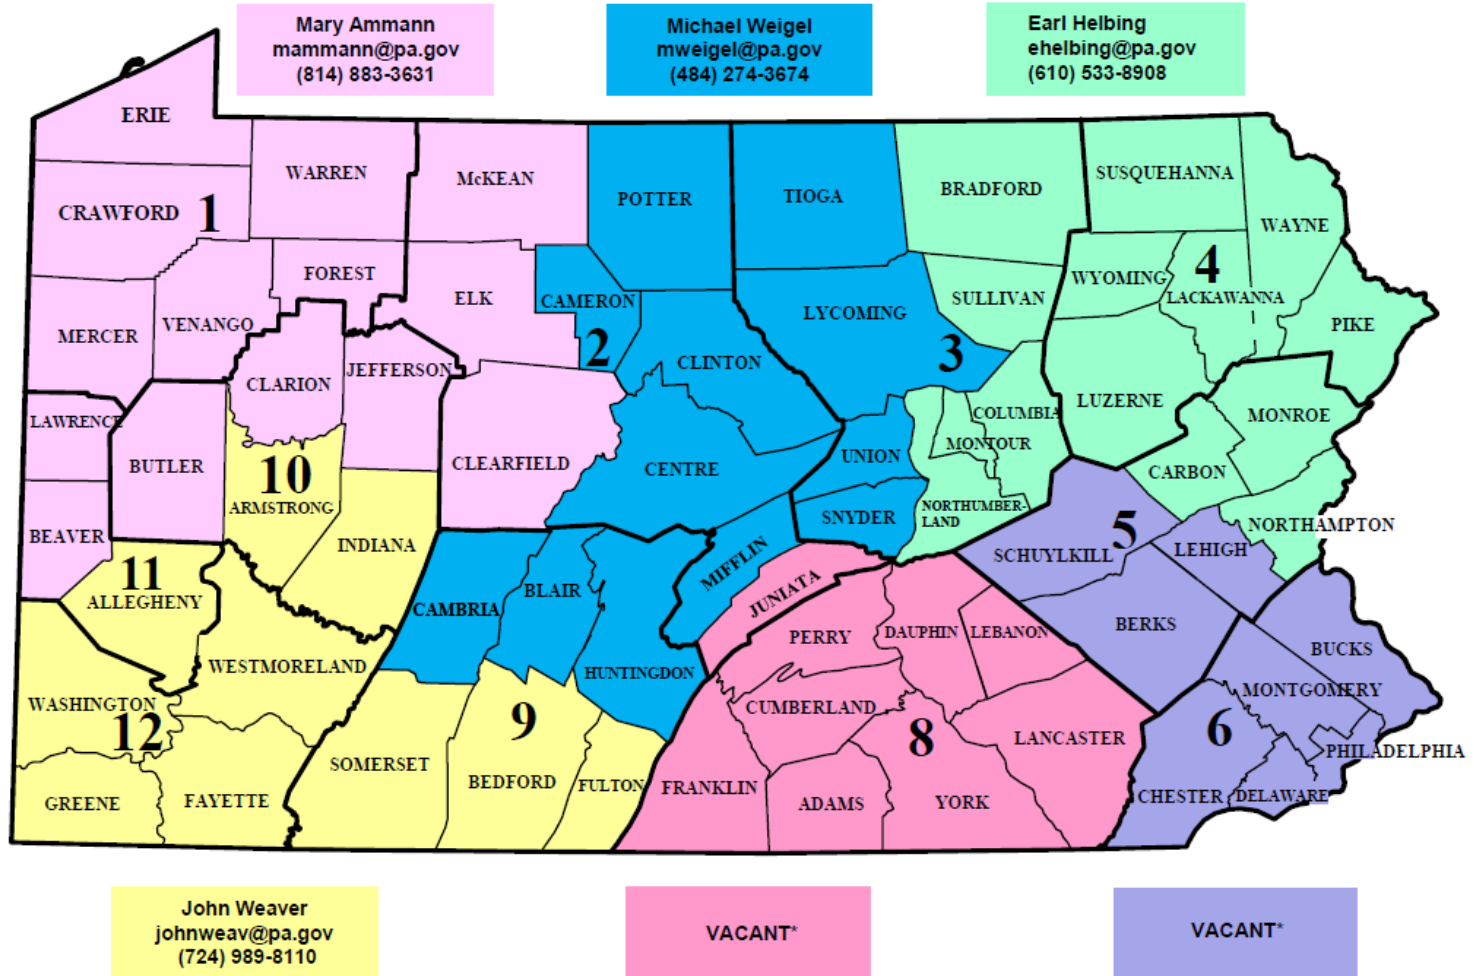 Mary Ammann
mammann@pa.gov
(814) 883-3631
Michael Weigel
mweigel@pa.gov
(484) 274-3674
Earl Helbing
ehelbing@pa.gov
(610) 533-8908
ERIE
WARREN
McKEAN
POTTER
TIOGA
BRADFORD
SUSQUEHANNA
WAYNE
CRAWFORD
1
FOREST
ELK
CAMERON
2
LYCOMING
3
SULLIVAN
WYOMING
4
LACKAWANNA
PIKE
MERCER
VENANGO
CLARION
JEFFERSON
CLINTON
COLUMBIA
LUZERNE
MONROE
LAWRENCE
BUTLER
10
ARMSTRONG
CLEARFIELD
CENTRE
UNION
MONTOUR
CARBON
SNYDER
NORTHUMBER-
LAND
NORTHAMPTON
BEAVER
INDIANA
MIFFLIN
SCHUYLKILL
5
LEHIGH
11
ALLEGHENY
CAMBRIA
BLAIR
JUNIATA
HUNTINGDON
PERRY
DAUPHIN
LEBANON
BERKS
BUCKS
WESTMORELAND
WASHINGTON
12
9
CUMBERLAND
8
LANCASTER
MONTGOMERY
6
PHILADELPHIA
SOMERSET
BEDFORD
FULTON
FRANKLIN
ADAMS
YORK
CHESTER
DELAWARE
GREENE
FAYETTE
John Weaver
johnweav@pa.gov
(724) 989-8110
VACANT*
VACANT*